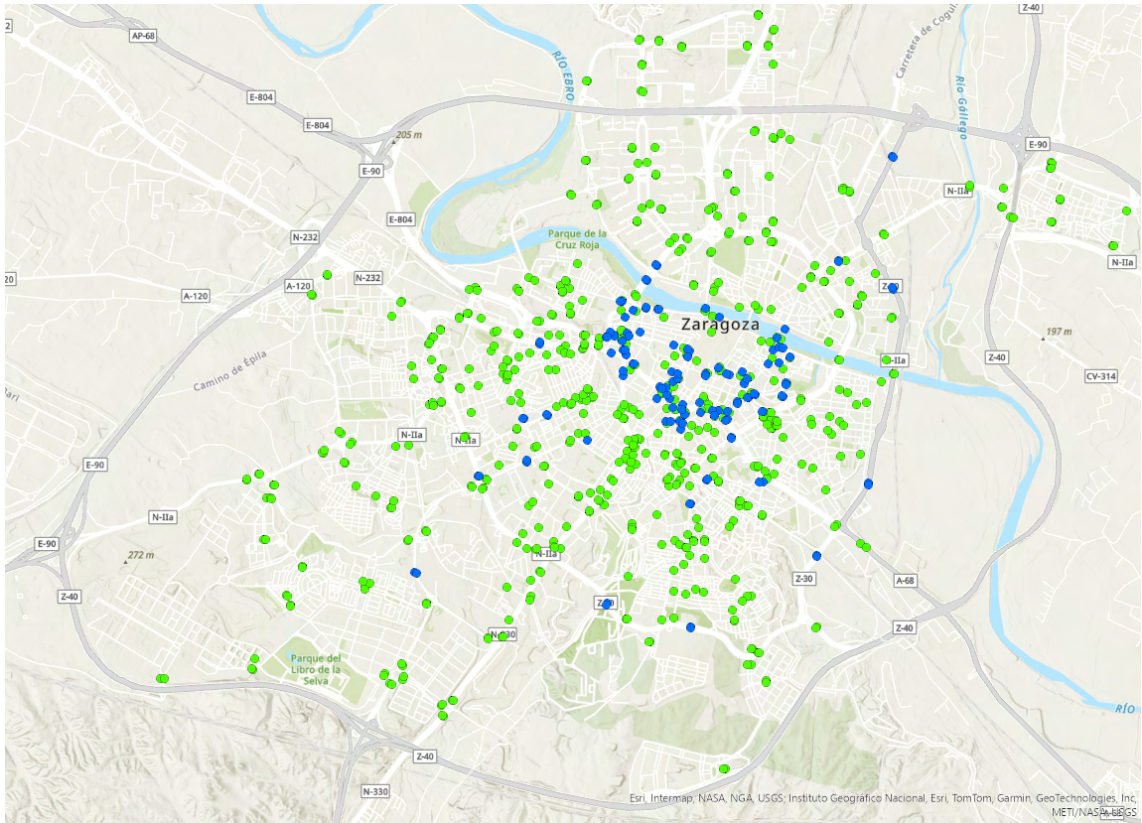 Z-40
AP-68
2
Carretera de Cogul
RÍO EBRO
Río Gállego
E-804
E-804
205 m
E-90
E-90
N-IIa
E-804
Parque de la
Cruz Roja
N-232
N-IIa
N-232
20
A-120
A-120
Zaragoza
197 m
Camino de Épila
N-IIa
Z-40
CV-314
N-IIa
E-90
N-IIa
272 m
E-90
N-IIa
Z-40
Z-30
A-68
Z-40
Parque del
Libro de la
Selva
RÍO
Z-40
N-330
Esri, Intermap, NASA, NGA, USGS; Instituto Geográfico Nacional, Esri, TomTom, Garmin, GeoTechnologies, Inc,
METI/NASA, USGS